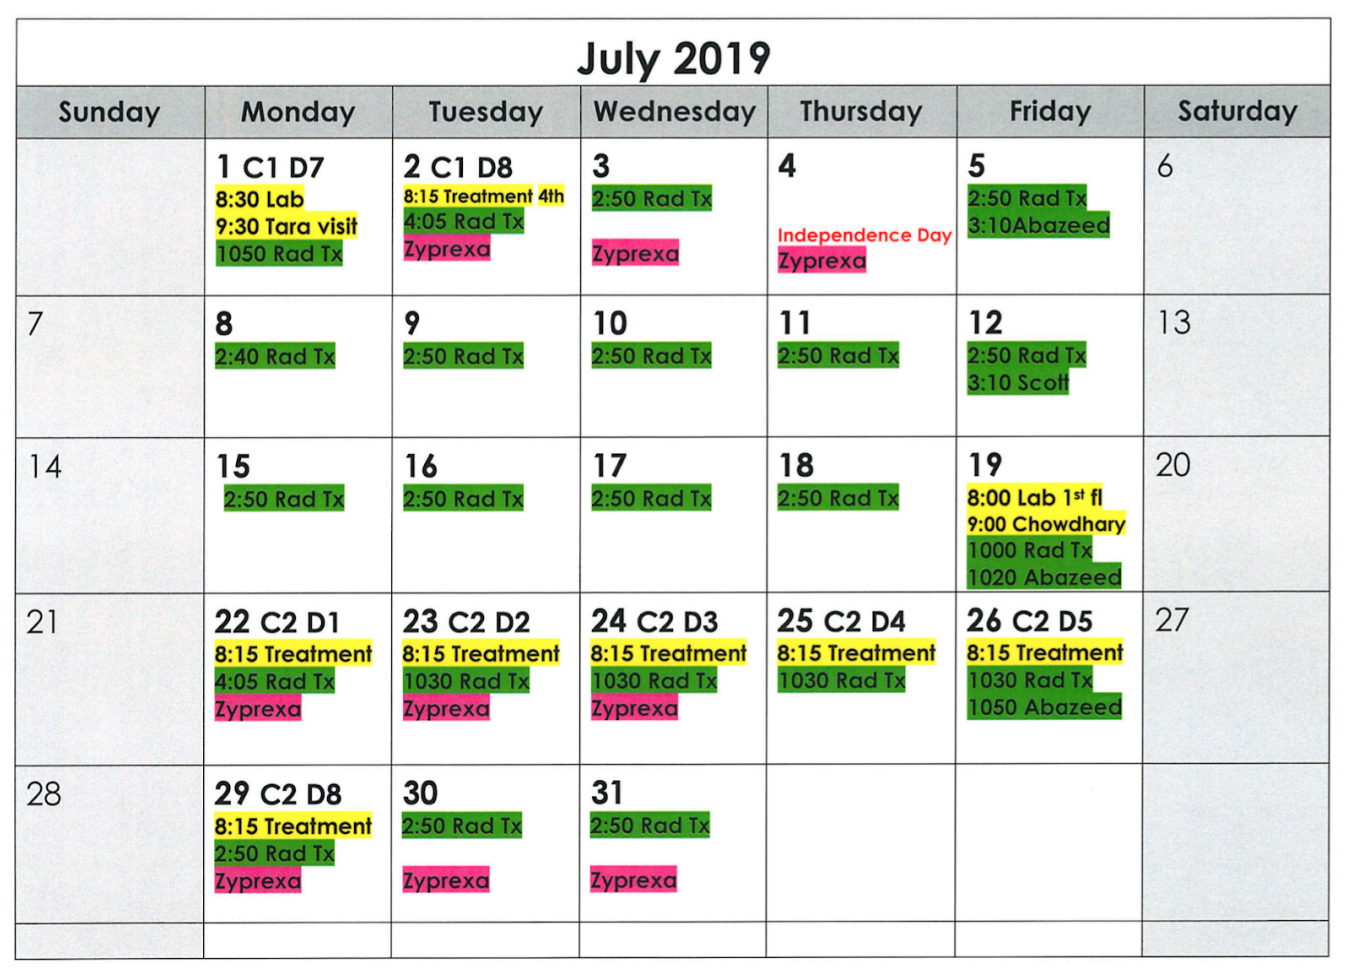 July 2019
Sunday Monday Tuesday Wednesday Thursday Friday Saturday
1 C1 D7
8:30 Lab
9:30 Tara visit
1050 Rad Tx
2 C1 D8
8:15 Treatment 4th
4:05 Rad Tx
Zyprexa
3
2:50 Rad Tx
Zyprexa
4
Independence Day
Zyprexa
5
2:50 Rad Tx
3:10Abazeed
6
7
8
2:40 Rad Tx
9
2:50 Rad Tx
10
2:50 Rad Tx
11
2:50 Rad Tx
12
2:50 Rad Tx
3:10 Scott
13
14
15
2:50 Rad Tx
16
2:50 Rad Tx
17
2:50 Rad Tx
18
2:50 Rad Tx
19
8:00 Lab 1st fl
9:00 Chowdhary
1000 Rad Tx
1020 Abazeed
20
21
22 C2 D1
8:15 Treatment
4:05 Rad Tx
Zyprexa
23 C2 D2
8:15 Treatment
1030 Rad Tx
Zyprexa
24 C2 D3
8:15 Treatment
1030 Rad Tx
Zyprexa
25 C2 D4
8:15 Treatment
1030 Rad Tx
26 C2 D5
8:15 Treatment
1030 Rad Tx
1050 Abazeed
27
28
29 C2 D8
8:15 Treatment
2:50 Rad Tx
Zyprexa
30
2:50 Rad Tx
Zyprexa
31
2:50 Rad Tx
Zyprexa